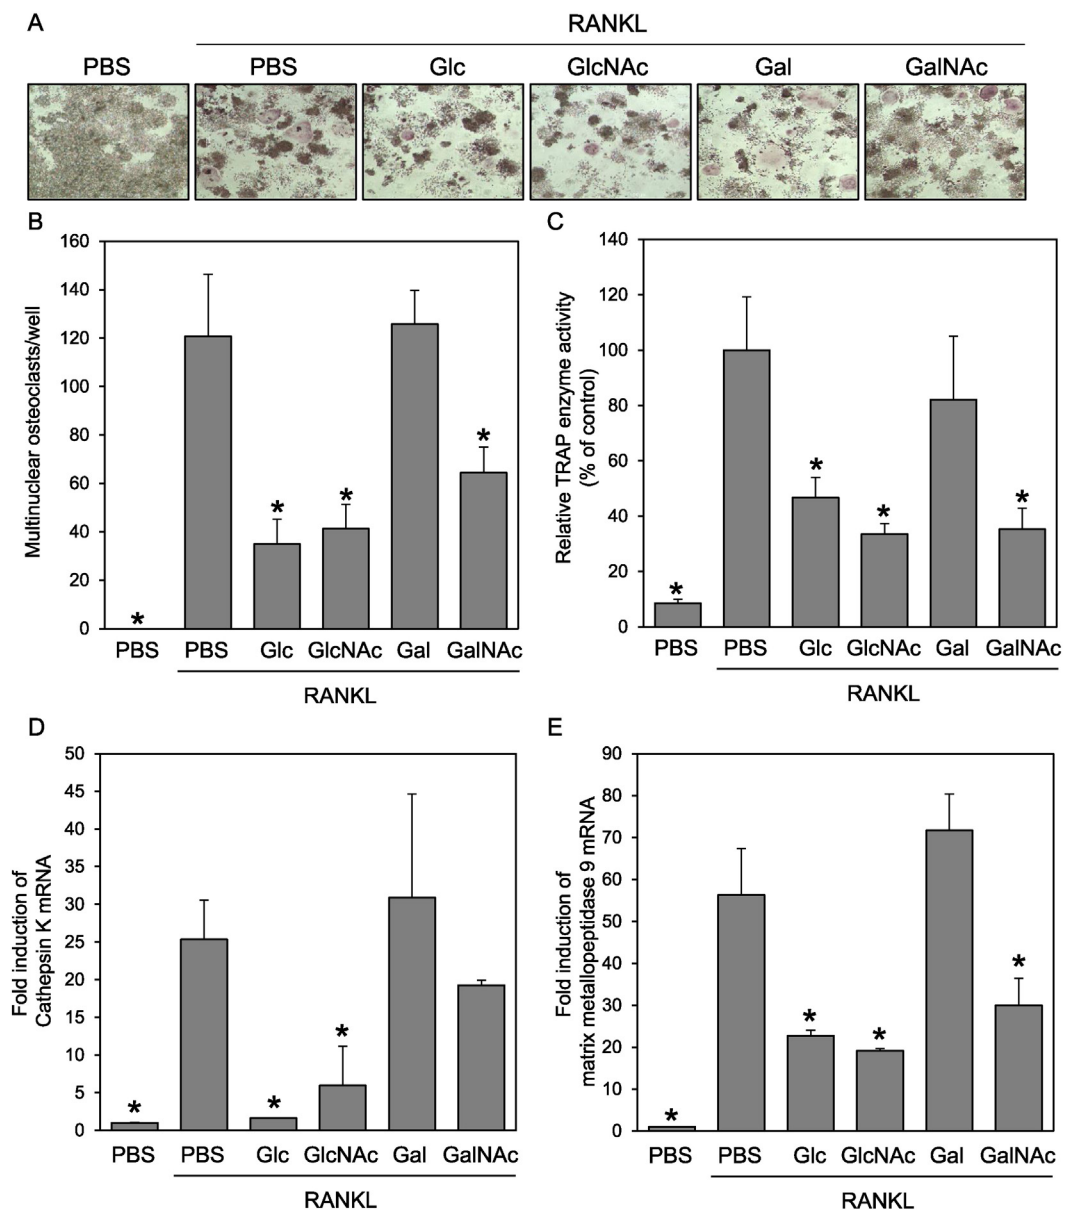 A
RANKL
PBS PBS Glc GlcNAc Gal GalNAc
B
Multinuclear osteoclasts/well
160
140
120
100
80
60
40
20
0
* * * *
PBS PBS Glc GlcNAc Gal GalNAc
RANKL
C
Relative TRAP enzyme activity
(% of control)
140
120
100
80
60
40
20
0
* * * *
PBS PBS Glc GlcNAc Gal GalNAc
RANKL
D
Fold induction of
Cathepsin K mRNA
50
45
40
35
30
25
20
15
10
5
0
* * *
PBS PBS Glc GlcNAc Gal GalNAc
RANKL
E
Fold induction of
matrix metallopeptidase 9 mRNA
90
80
70
60
50
40
30
20
10
0
* * * *
PBS PBS Glc GlcNAc Gal GalNAc
RANKL